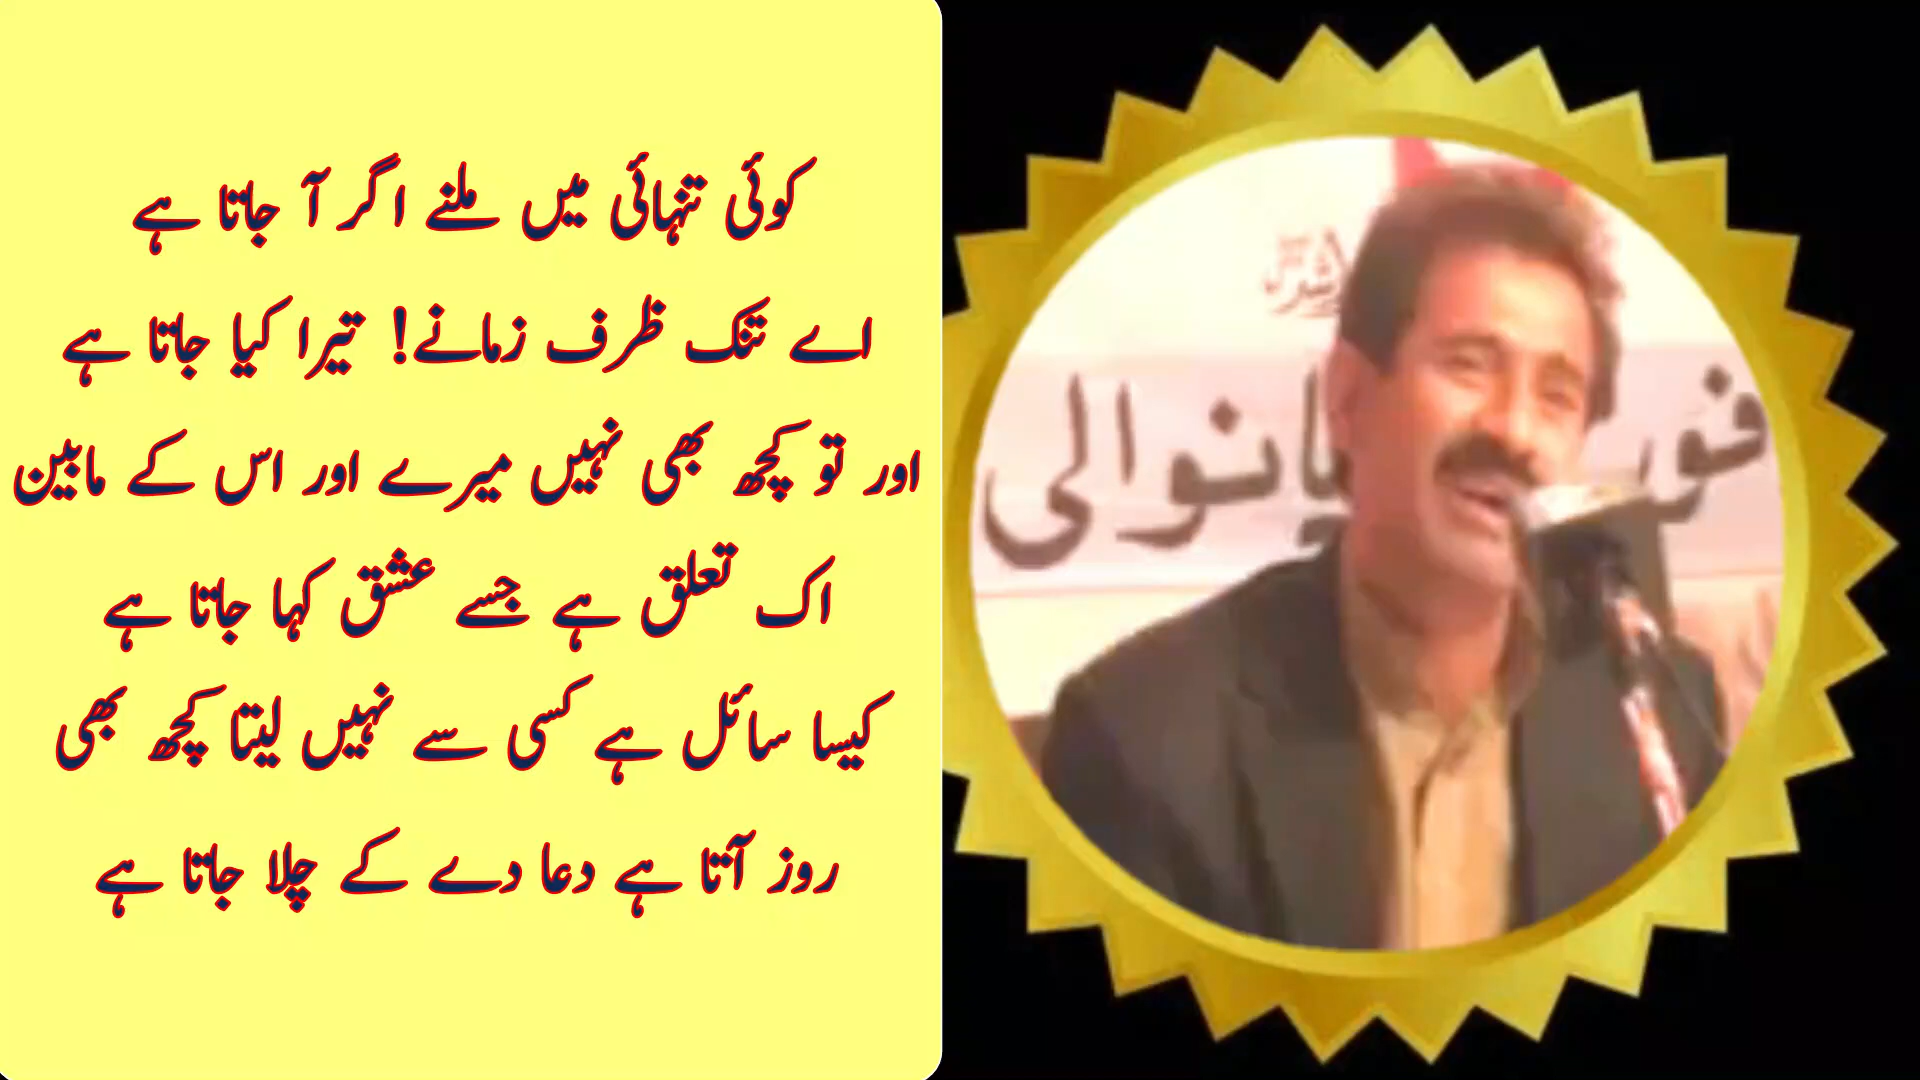 کوئی تنہائی میں ملنے اگر آ جاتا ہے
اے تنک ظرف زمانے! تیرا کیا جاتا ہے
اور تو کچھ بھی نہیں میرے اور اس کے مابین
اک تعلق ہے جسے عشق کہا جاتا ہے
کیسا سائل ہے کسی سے نہیں لیتا کچھ بھی
روز آتا ہے دعا دے کے چلا جاتا ہے